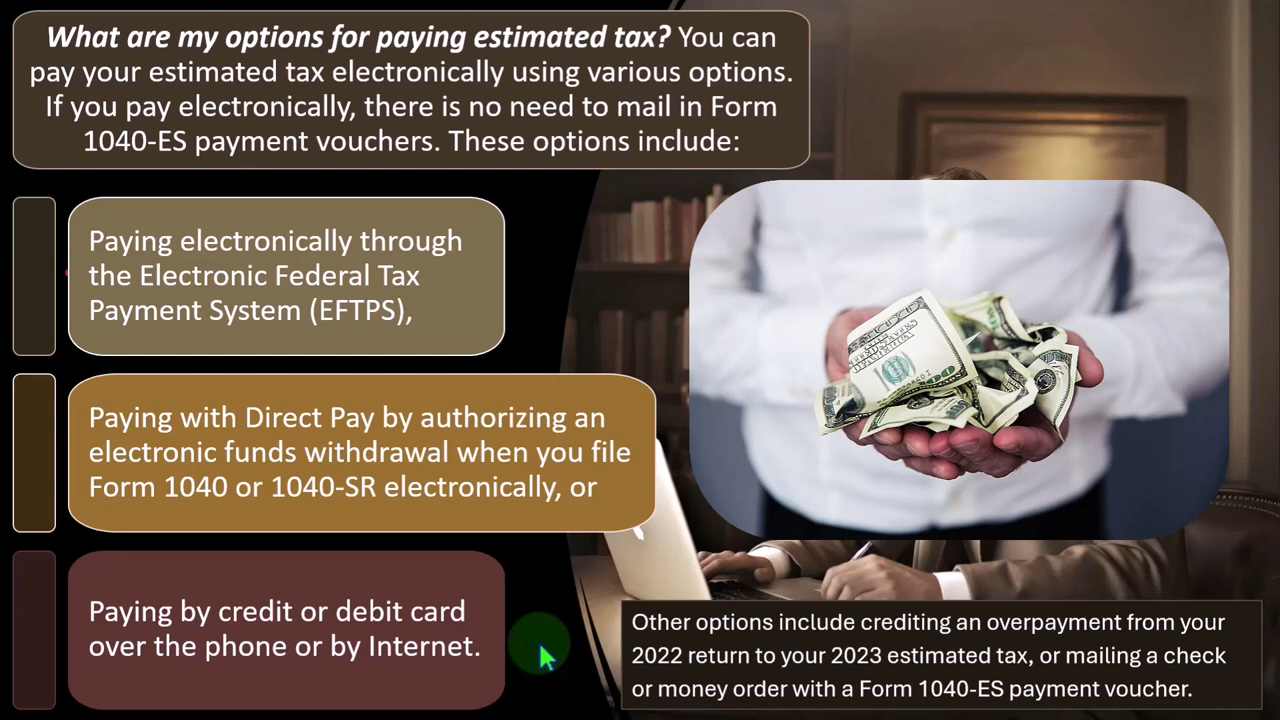 What are my options for paying estimated tax? You can
pay your estimated tax electronically using various options.
If you pay electronically, there is no need to mail in Form
1040-ES payment vouchers. These options include:
Paying electronically through
the Electronic Federal Tax
Payment System (EFTPS),
Paying with Direct Pay by authorizing an
electronic funds withdrawal when you file
Form 1040 or 1040-SR electronically, or
Paying by credit or debit card
over the phone or by Internet.
Other options include crediting an overpayment from your
2022 return to your 2023 estimated tax, or mailing a check
or money order with a Form 1040-ES payment voucher.